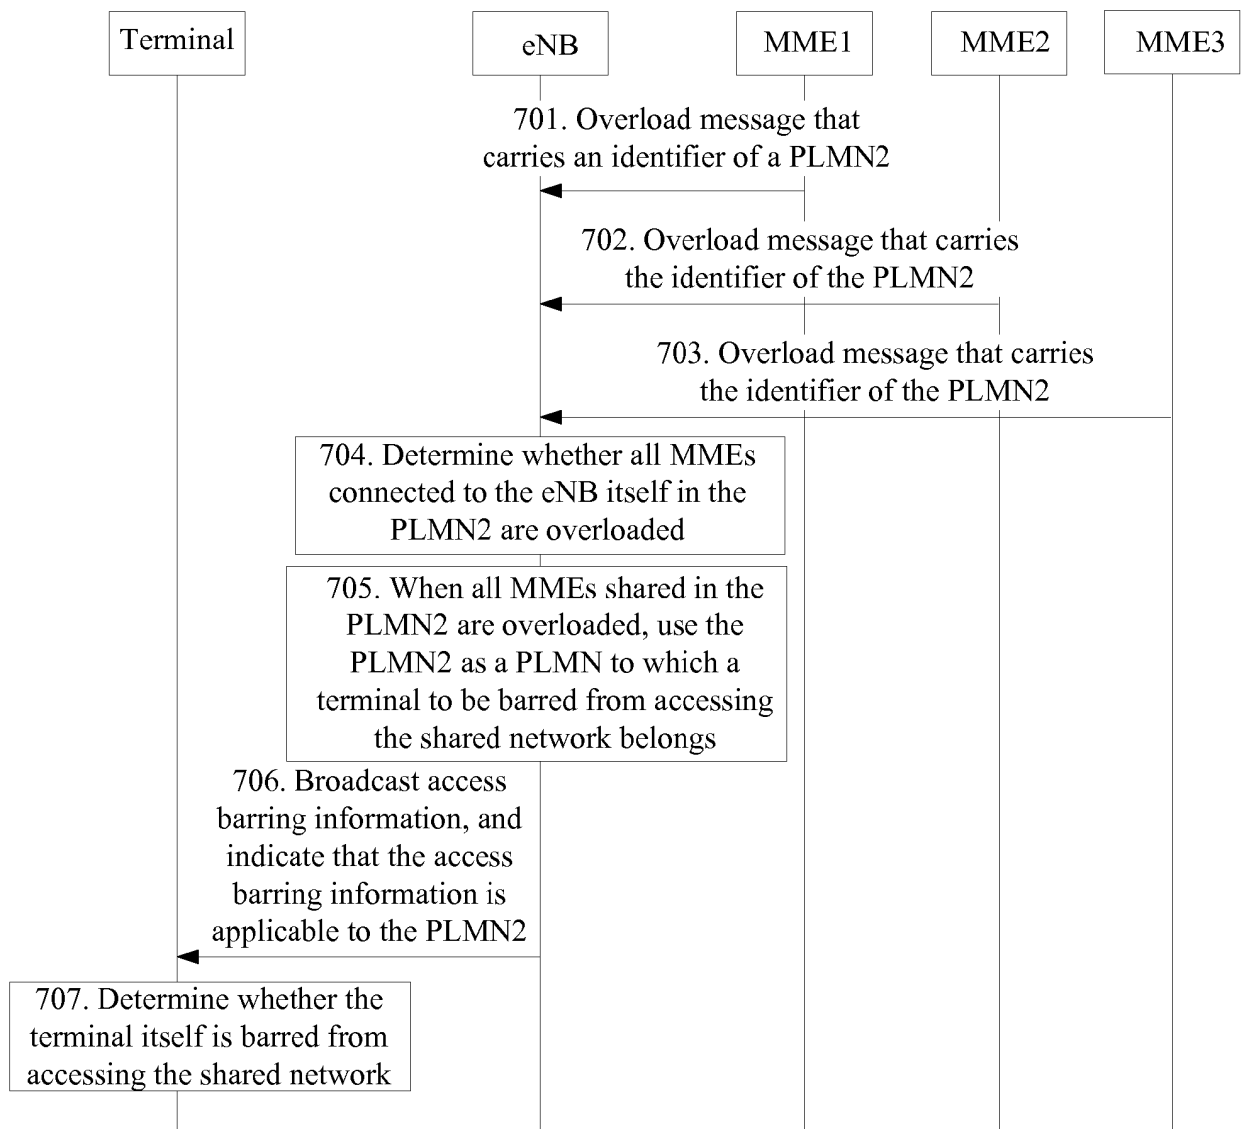 Terminal
eNB
MME1
MME2
MME3
701. Overload message that
carries an identifier of a PLMN2
702. Overload message that carries
the identifier of the PLMN2
703. Overload message that carries
the identifier of the PLMN2
704. Determine whether all MMEs
connected to the eNB itself in the
PLMN2 are overloaded
705. When all MMEs shared in the
PLMN2 are overloaded, use the
PLMN2 as a PLMN to which a
terminal to be barred from accessing
the shared network belongs
706. Broadcast access
barring information, and
indicate that the access
barring information is
applicable to the PLMN2
707. Determine whether the
terminal itself is barred from
accessing the shared network